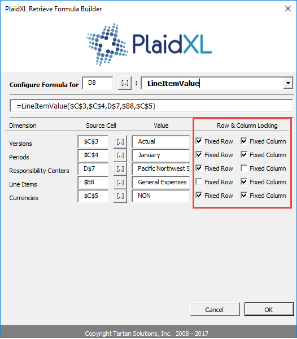 PlaidXL Retrieve Formula Builder
PlaidXL
Configure Formula for D8 [..] : LineItemValue
=LineItemValue($C$3,$C$4,D$7,$B8,$C$5)
Dimension Source Cell Value Row & Column Locking
Versions $C$3 [..] Actual Fixed Row Fixed Column
Periods $C$4 [..] January Fixed Row Fixed Column
Responsibility Centers D$7 [..] Pacific Northwest S Fixed Row Fixed Column
Line Items $B8 [..] General Expenses Fixed Row Fixed Column
Currencies $C$5 [..] NON Fixed Row Fixed Column
Cancel OK
Copyright Tartan Solutions, Inc. 2008 - 2017